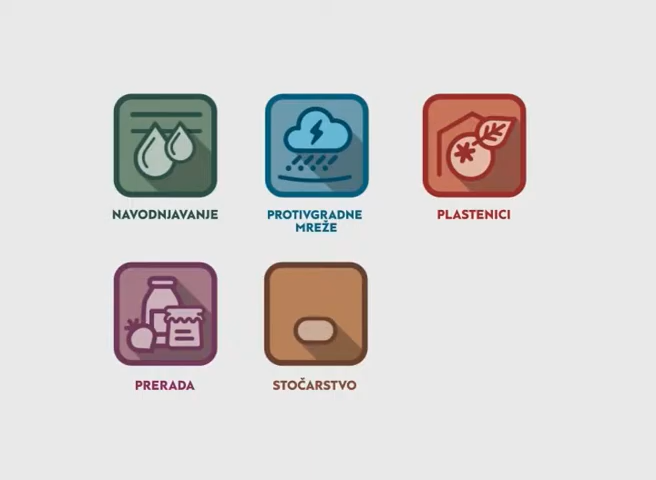 NAVODNJAVANJE
PROTIVGRADNE
MREŽE
PLASTENICI
PRERADA
STOČARSTVO